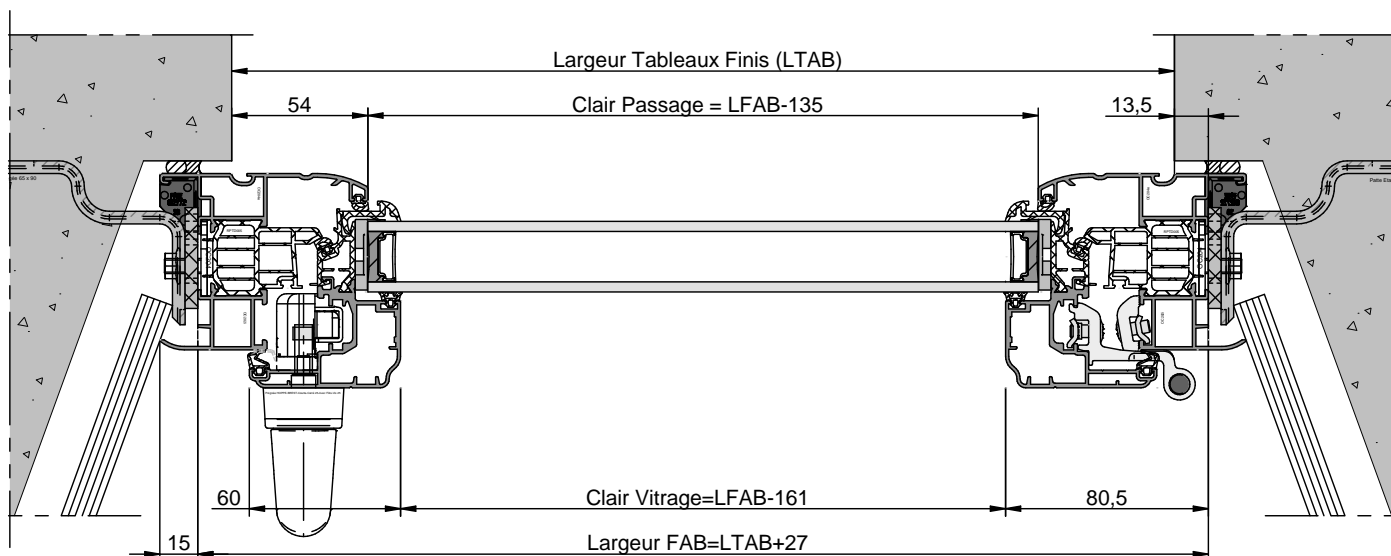 Largeur Tableaux Finis (LTAB)
54
Clair Passage = LFAB-135
13,5
60
Clair Vitrage=LFAB-161
80,5
15
Largeur FAB=LTAB+27